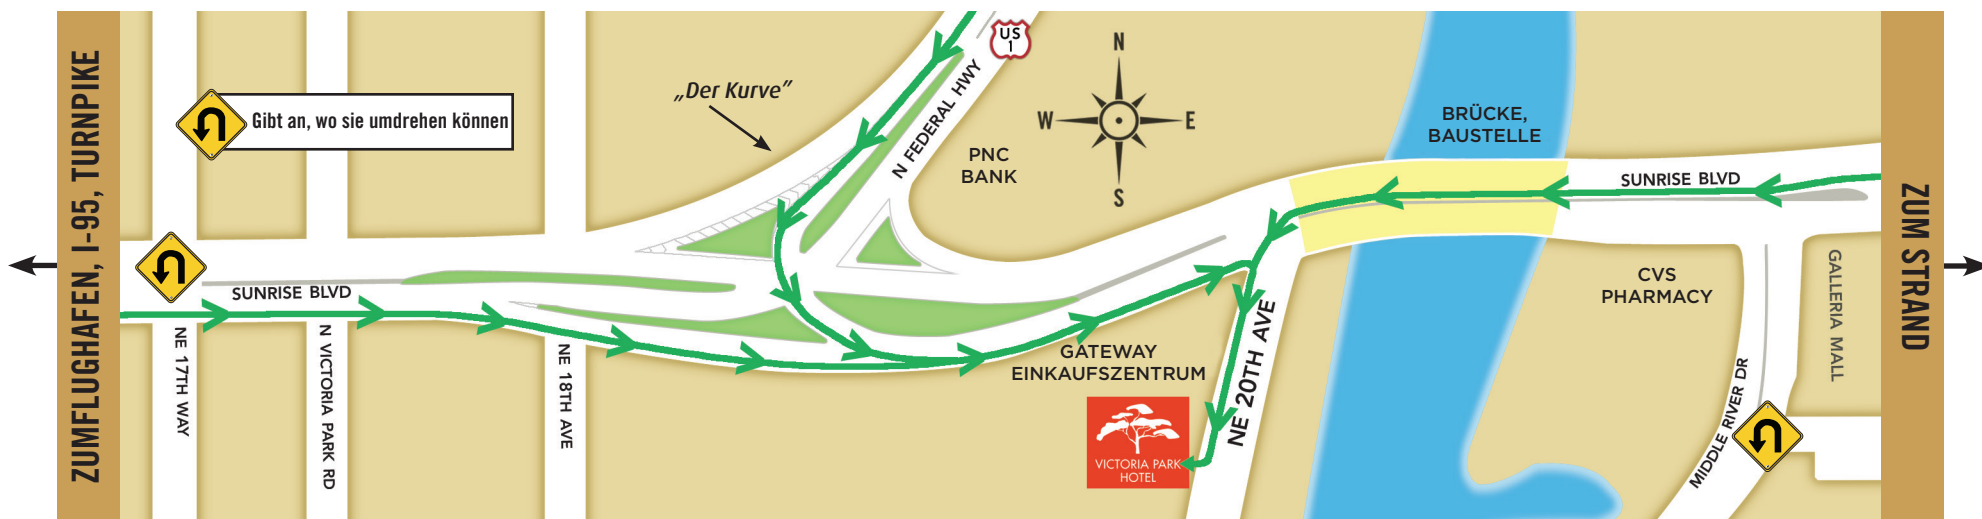 ZUMFLUGHAFEN, I-95, TURNPIKE
Gibt an, wo sie umdrehen können
„Der Kurve”
US
1
N FEDERAL HWY
PNC
BANK
N
W
E
S
BRÜCKE,
BAUSTELLE
SUNRISE BLVD
ZUM STRAND
SUNRISE BLVD
NE 17TH WAY
N VICTORIA PARK RD
NE 18TH AVE
GATEWAY
EINKAUFSZENTRUM
NE 20TH AVE
VICTORIA PARK
HOTEL
CVS
PHARMACY
GALLERIA MALL
MIDDLE RIVER DR